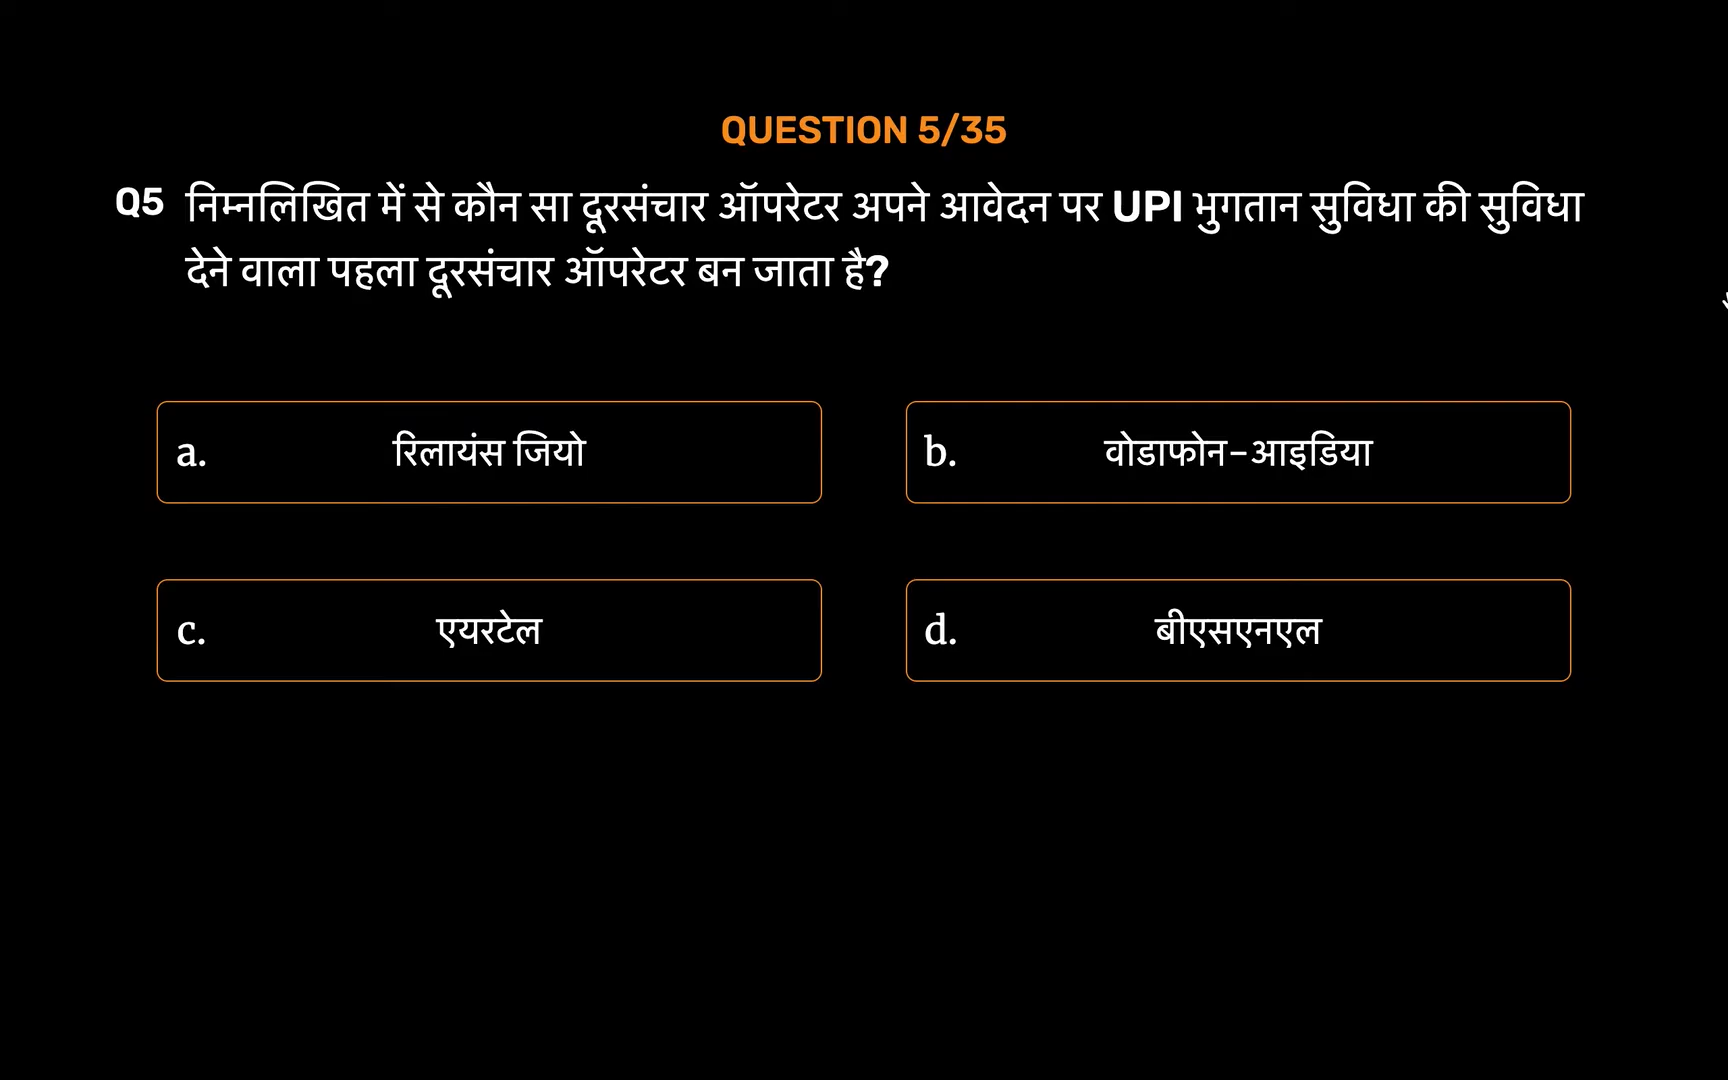 QUESTION 5/35
Q5 निम्नलिखित में से कौन सा दूरसंचार ऑपरेटर अपने आवेदन पर UPI भुगतान सुविधा की सुविधा
देने वाला पहला दूरसंचार ऑपरेटर बन जाता है?
a. रिलायंस जियो
b. वोडाफोन-आइडिया
c. एयरटेल
d. बीएसएनएल